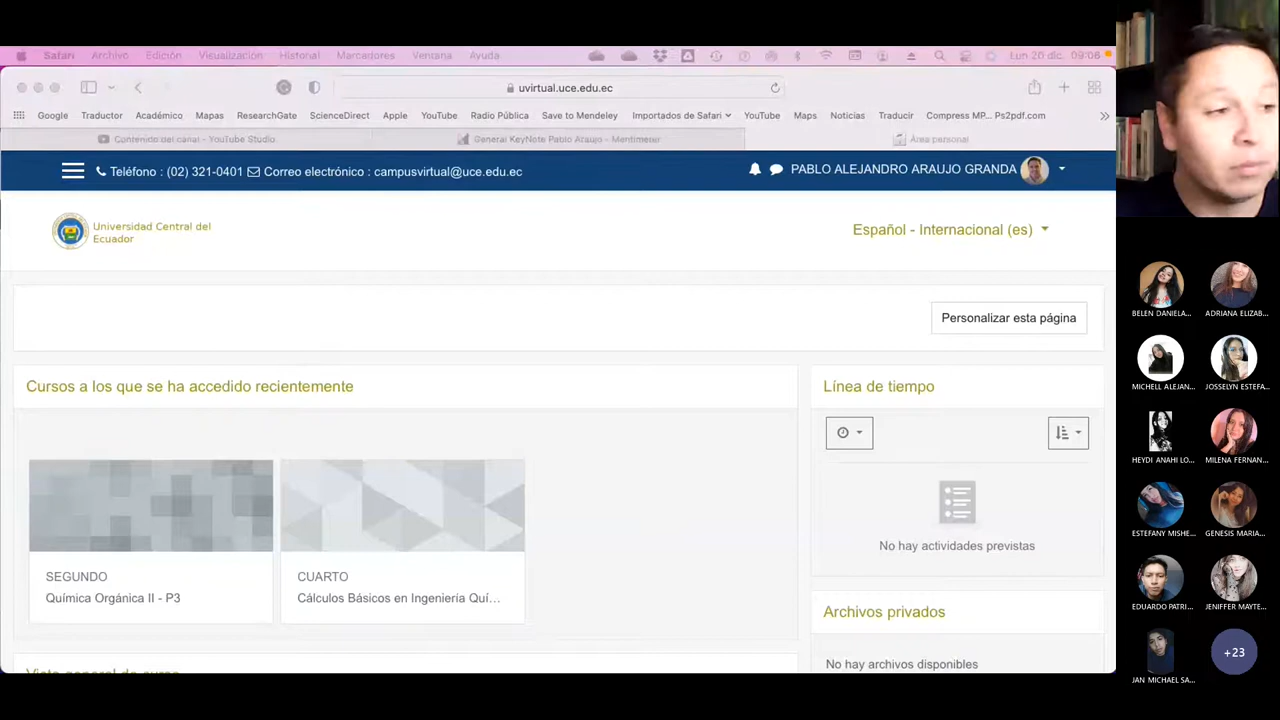 Safari Archivo Edición Visualización Historial Marcadores Ventana Ayuda Lun 20 dic. 09:08
uvirtual.uce.edu.ec
Google Traductor Académico Mapas ResearchGate ScienceDirect Apple YouTube Radio Pública Save to Mendeley Importados de Safari YouTube Maps Noticias Traducir Compress MP... Ps2pdf.com
Contenido del canal - YouTube Studio General KeyNote Pablo Araujo - Mentimeter Área personal
Teléfono : (02) 321-0401 Correo electrónico : campusvirtual@uce.edu.ec PABLO ALEJANDRO ARAUJO GRANDA
Universidad Central del
Ecuador
Español - Internacional (es)
Personalizar esta página
Cursos a los que se ha accedido recientemente
SEGUNDO
Química Orgánica II - P3
CUARTO
Cálculos Básicos en Ingenieria Quí...
Línea de tiempo
No hay actividades previstas
Archivos privados
No hay archivos disponibles
Vista general de curso
BELEN DANIELA... ADRIANA ELIZAB...
MICHELL ALEJAN... JOSSELYN ESTEFA...
HEYDI ANAHI LO... MILENA FERNAN...
ESTEFANY MISHE... GENESIS MARIA...
EDUARDO PATRI... JENIFFER MAYTE...
JAN MICHAEL SA... +23